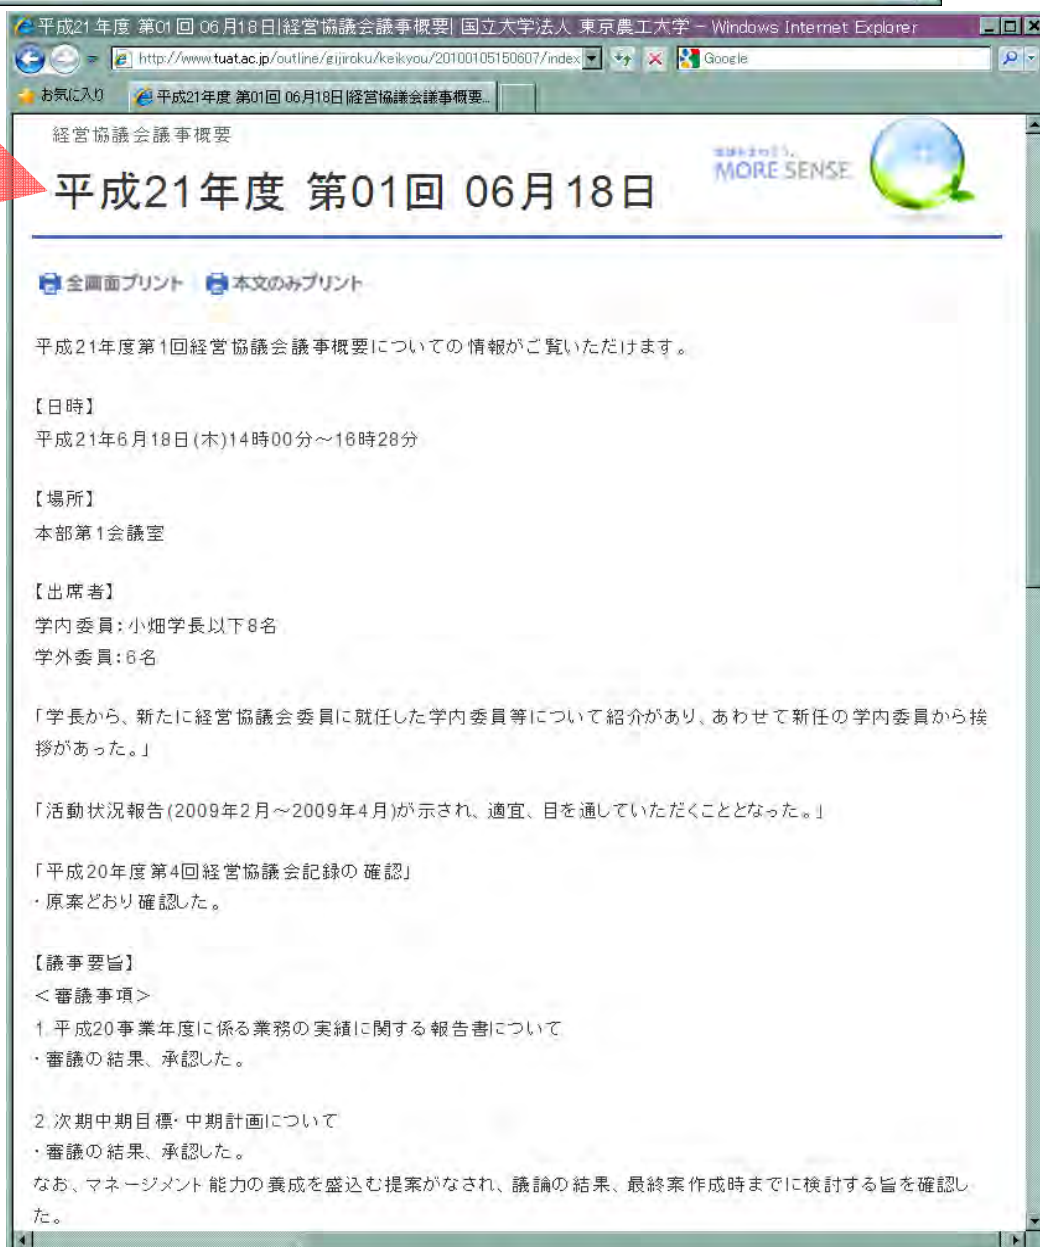 平成21年度 第01回 06月18日|経営協議会議事概要| 国立大学法人 東京農工大学 - Windows Internet Explorer
http://www.tuat.ac.jp/outline/gijiroku/keikyou/20100105150607/index
Google
お気に入り
平成21年度 第01回 06月18日|経営協議会議事概要...
経営協議会議事概要
MORE SENSE
平成21年度 第01回 06月18日
全画面プリント 本文のみプリント
平成21年度第1回経営協議会議事概要についての情報がご覧いただけます。
【日時】
平成21年6月18日(木)14時00分～16時28分
【場所】
本部第1会議室
【出席者】
学内委員:小畑学長以下8名
学外委員:6名
「学長から、新たに経営協議会委員に就任した学内委員等について紹介があり、あわせて新任の学内委員から挨
拶があった。」
「活動状況報告(2009年2月～2009年4月)が示され、適宜、目を通していただくこととなった。」
「平成20年度第4回経営協議会記録の確認」
・原案どおり確認した。
【議事要旨】
＜審議事項＞
1.平成20事業年度に係る業務の実績に関する報告書について
・審議の結果、承認した。
2.次期中期目標・中期計画について
・審議の結果、承認した。
なお、マネージメント能力の養成を盛込む提案がなされ、議論の結果、最終案作成時までに検討する旨を確認し
た。